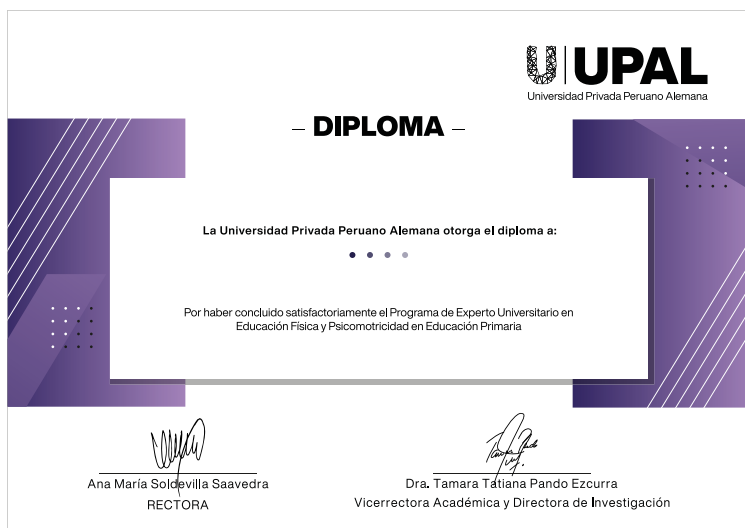 UPAL
Universidad Privada Peruano Alemana
– DIPLOMA –
La Universidad Privada Peruano Alemana otorga el diploma a:
Por haber concluido satisfactoriamente el Programa de Experto Universitario en
Educación Física y Psicomotricidad en Educación Primaria
Ana María Soldevilla Saavedra
RECTORA
Dra. Tamara Tatiana Pando Ezcurra
Vicerrectora Académica y Directora de Investigación